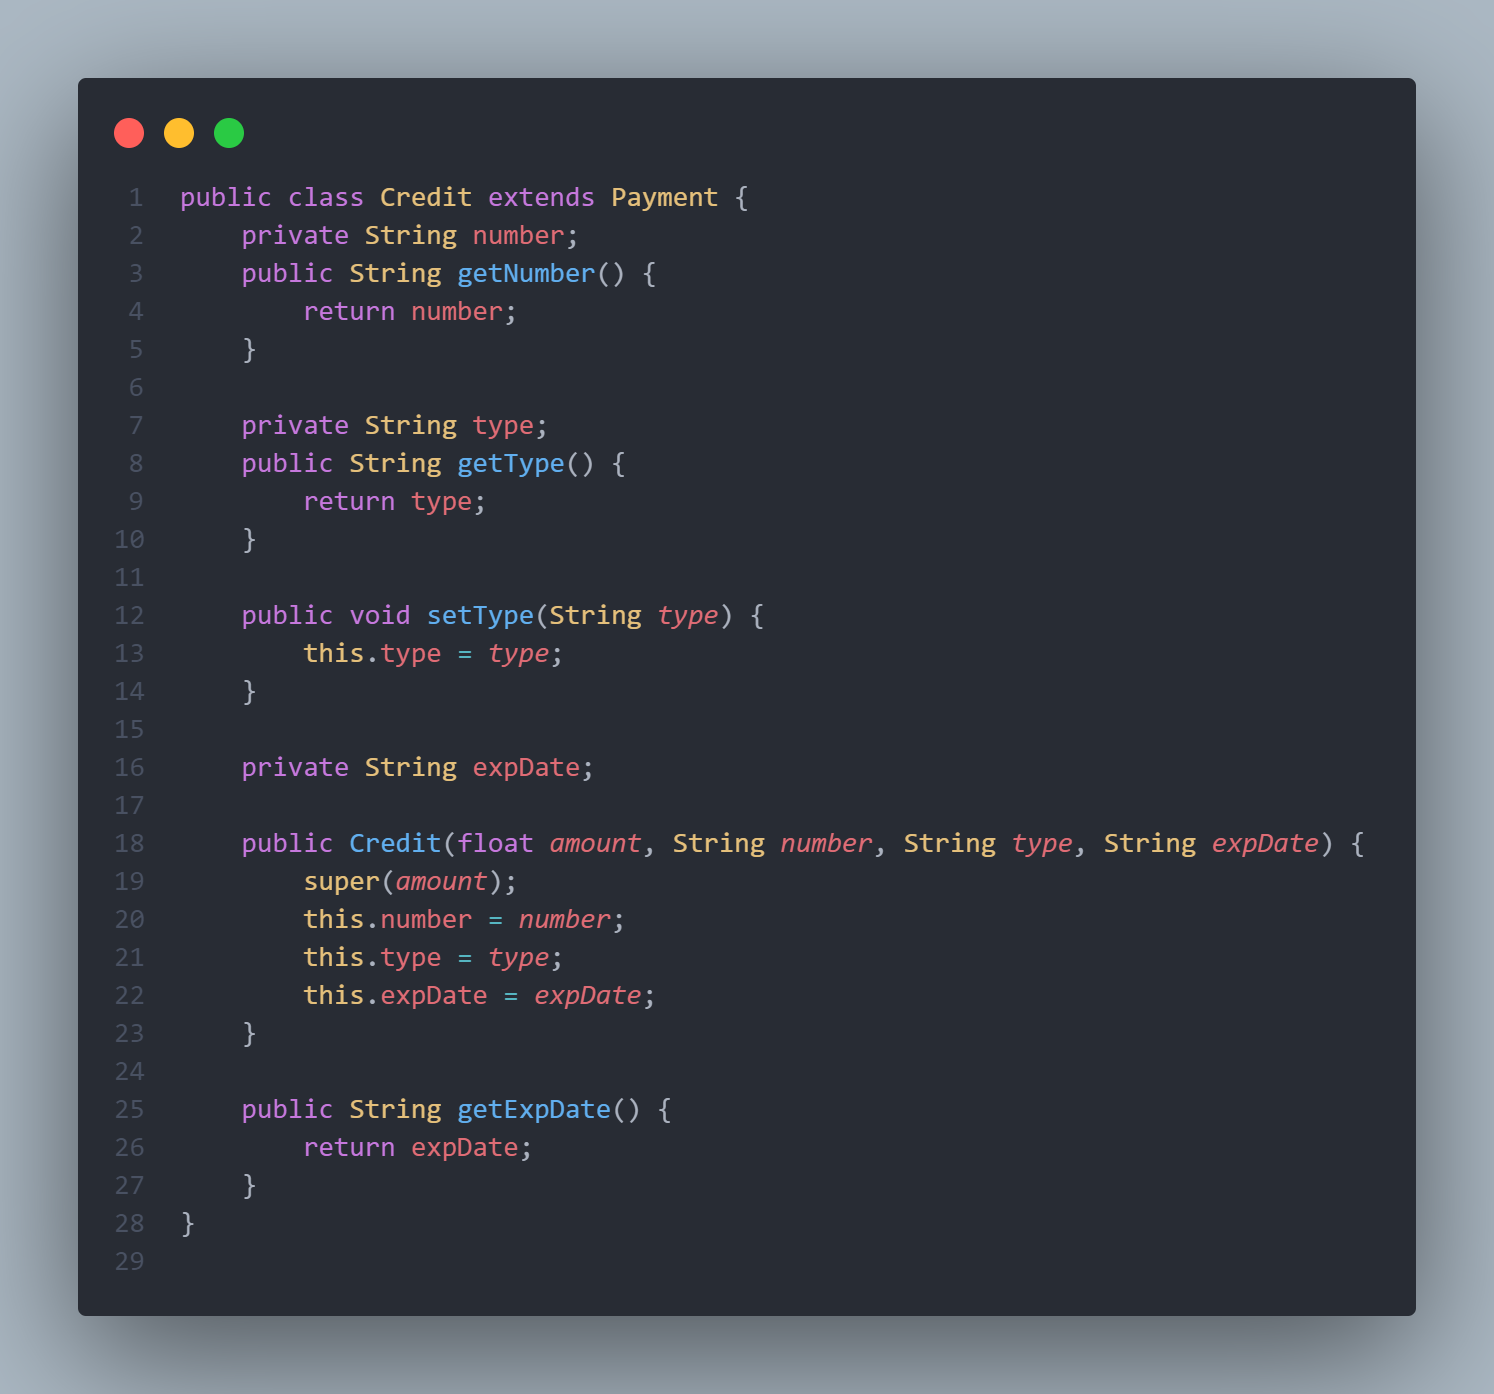 1 public class Credit extends Payment {
2     private String number;
3     public String getNumber() {
4         return number;
5     }
6
7     private String type;
8     public String getType() {
9         return type;
10     }
11
12     public void setType(String type) {
13         this.type = type;
14     }
15
16     private String expDate;
17
18     public Credit(float amount, String number, String type, String expDate) {
19         super(amount);
20         this.number = number;
21         this.type = type;
22         this.expDate = expDate;
23     }
24
25     public String getExpDate() {
26         return expDate;
27     }
28 }
29